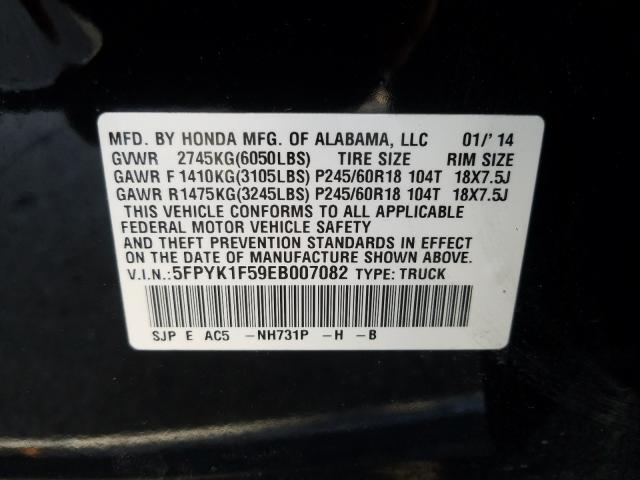 MFD. BY HONDA MFG. OF ALABAMA, LLC 01/'14
GVWR 2745KG(6050LBS) TIRE SIZE RIM SIZE
GAWR F1410KG(3105LBS) P245/60R18 104T 18X7.5J
GAWR R1475KG(3245LBS) P245/60R18 104T 18X7.5J
THIS VEHICLE CONFORMS TO ALL APPLICABLE
FEDERAL MOTOR VEHICLE SAFETY
AND THEFT PREVENTION STANDARDS IN EFFECT
ON THE DATE OF MANUFACTURE SHOWN ABOVE.
V.I.N.:5FPYK1F59EB007082 TYPE:TRUCK
SJP E AC5 -NH731P -H -B